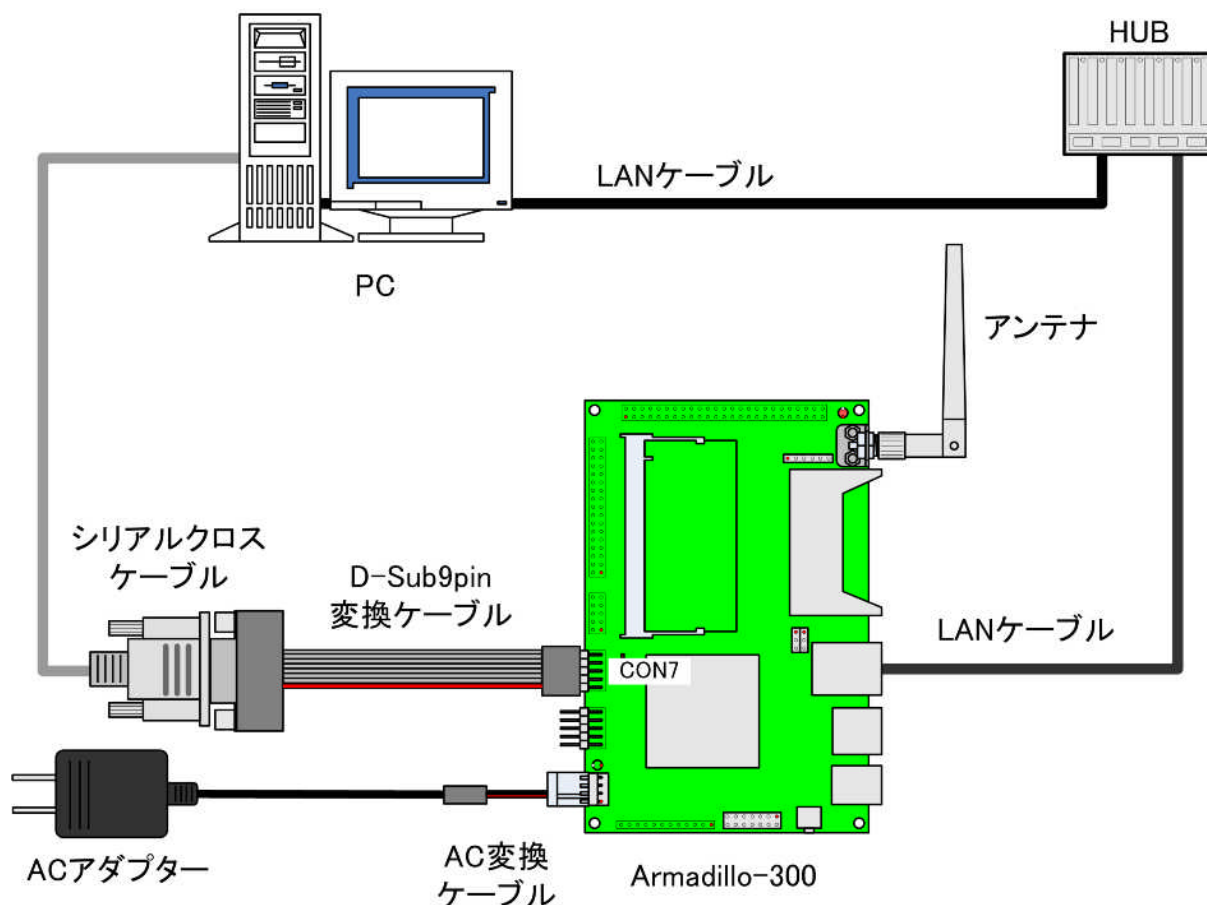 HUB
LANケーブル
PC
アンテナ
シリアルクロス
ケーブル
D-Sub9pin
変換ケーブル
CON7
LANケーブル
ACアダプター
AC変換
ケーブル
Armadillo-300